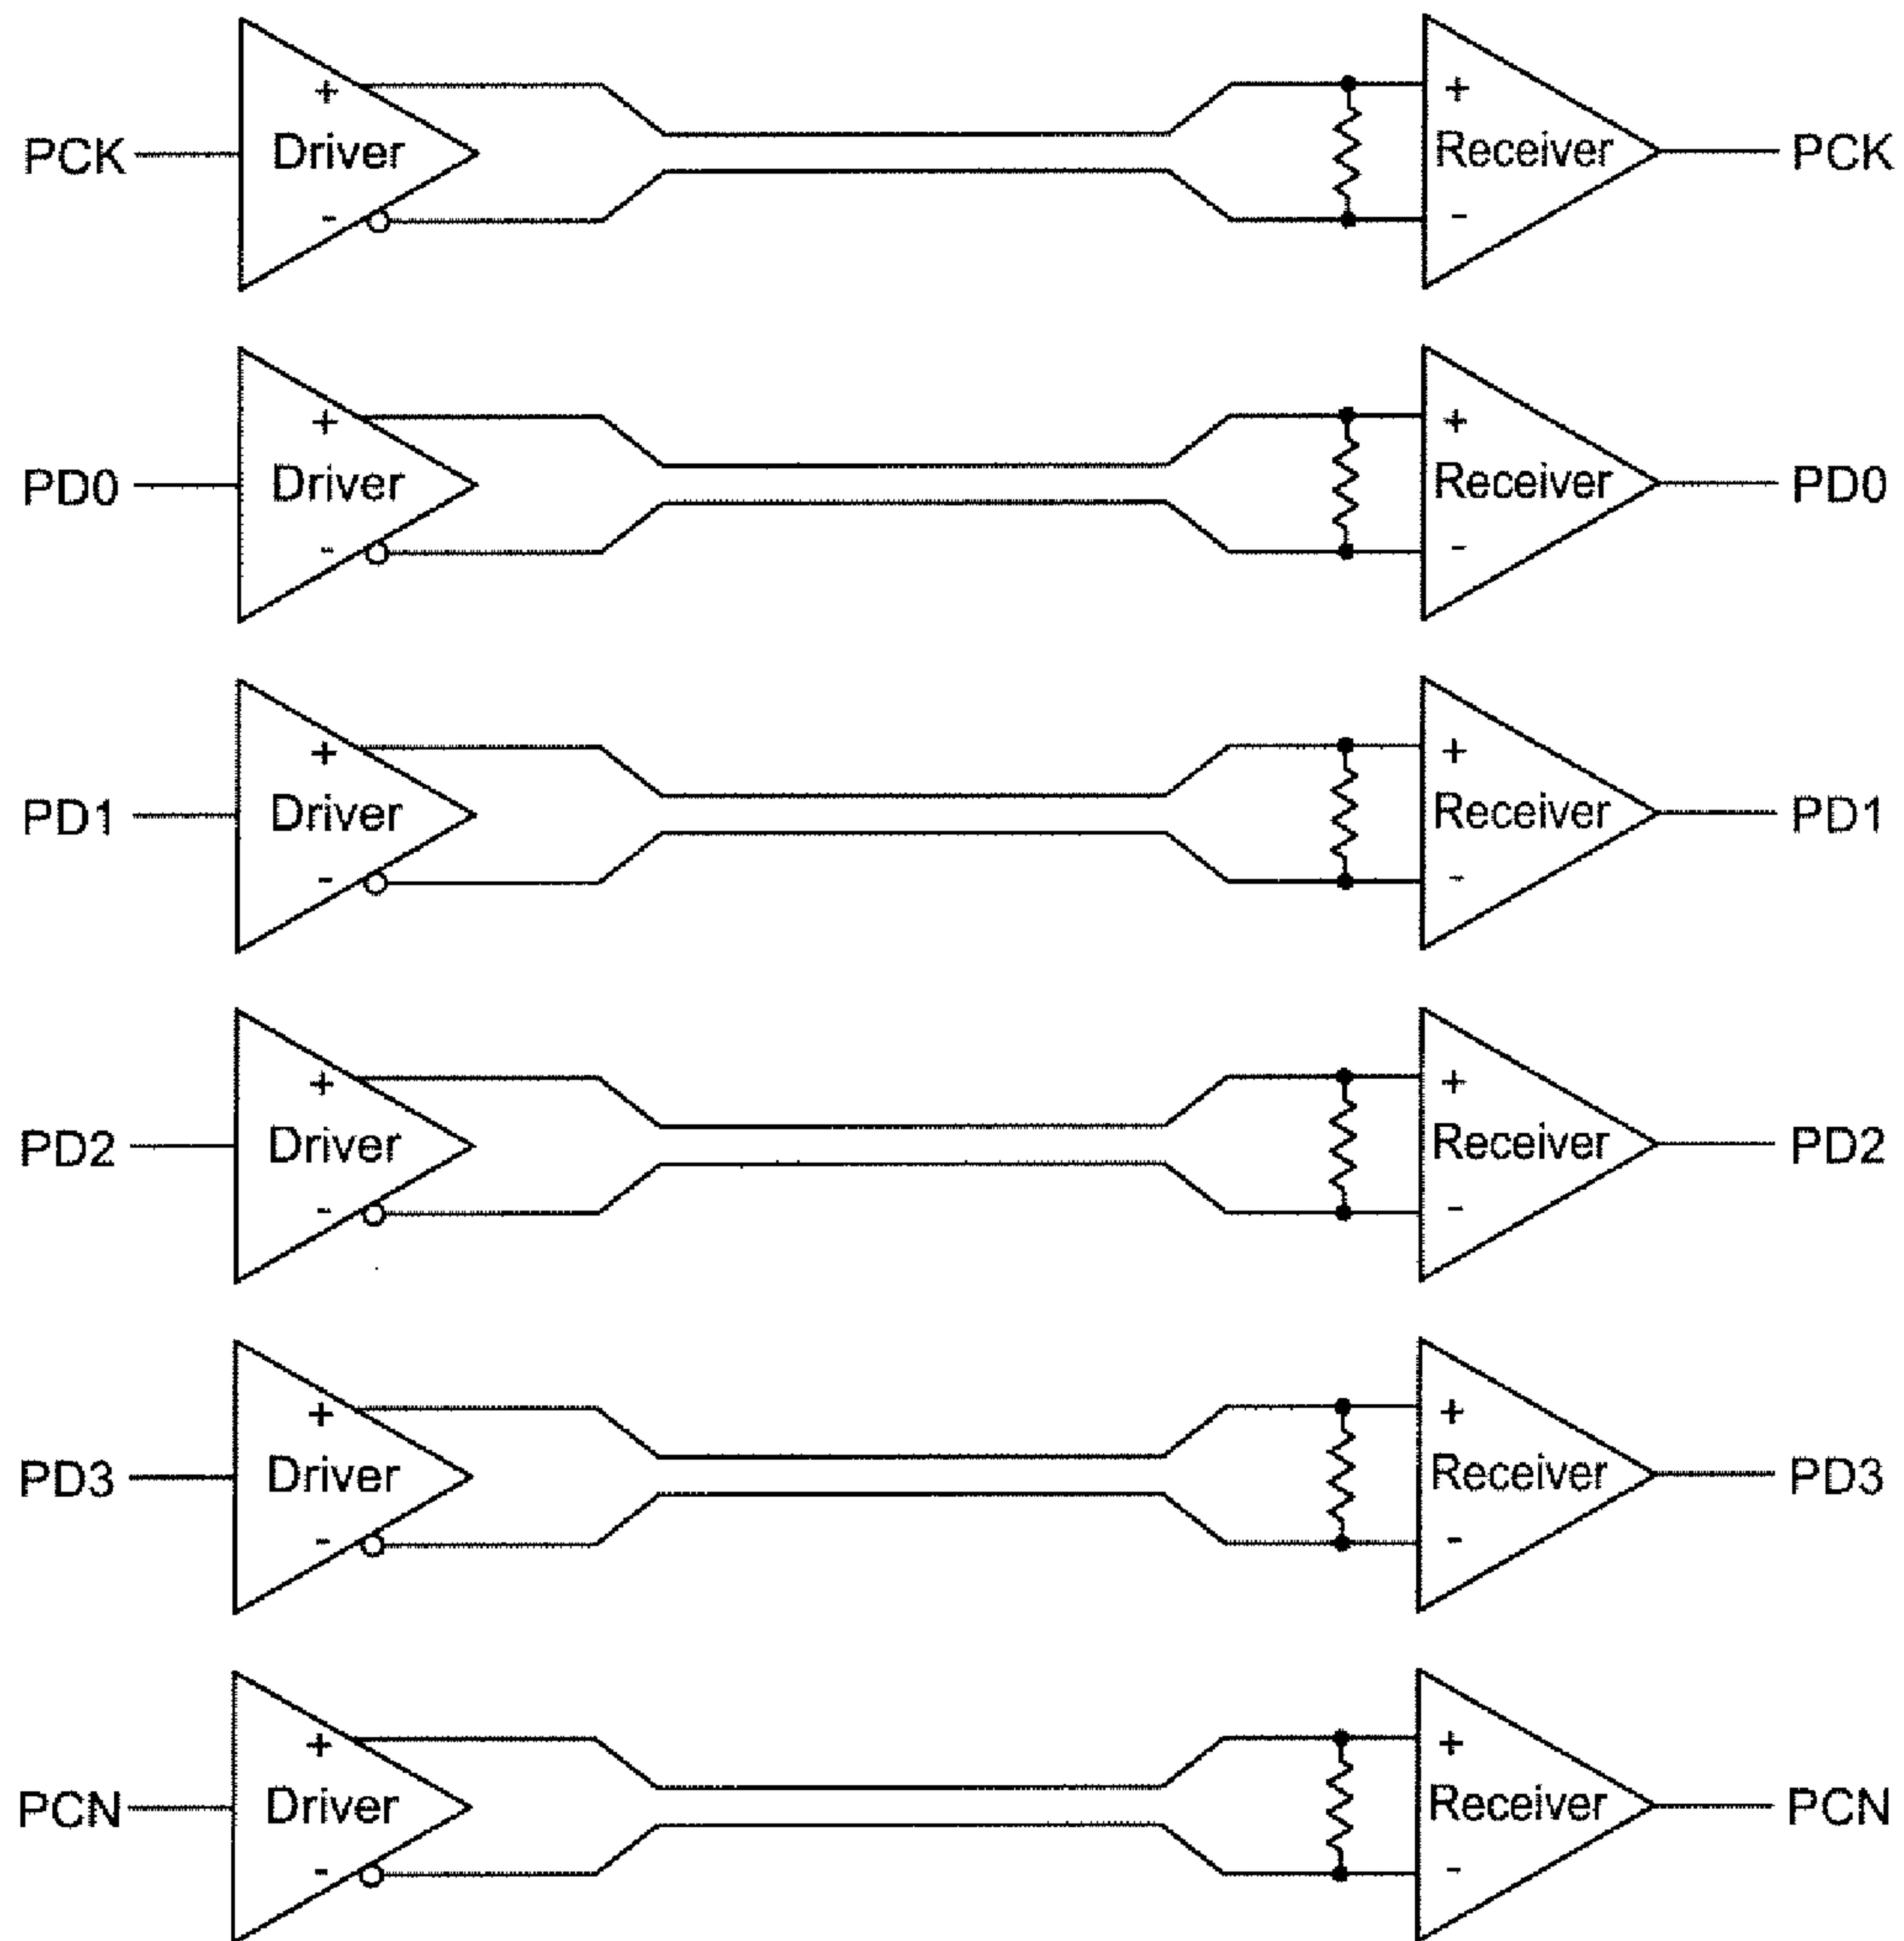 + +
PCK Driver Receiver PCK
- -
+ +
PD0 Driver Receiver PD0
- -
+ +
PD1 Driver Receiver PD1
- -
+ +
PD2 Driver Receiver PD2
- -
+ +
PD3 Driver Receiver PD3
- -
+ +
PCN Driver Receiver PCN
- -